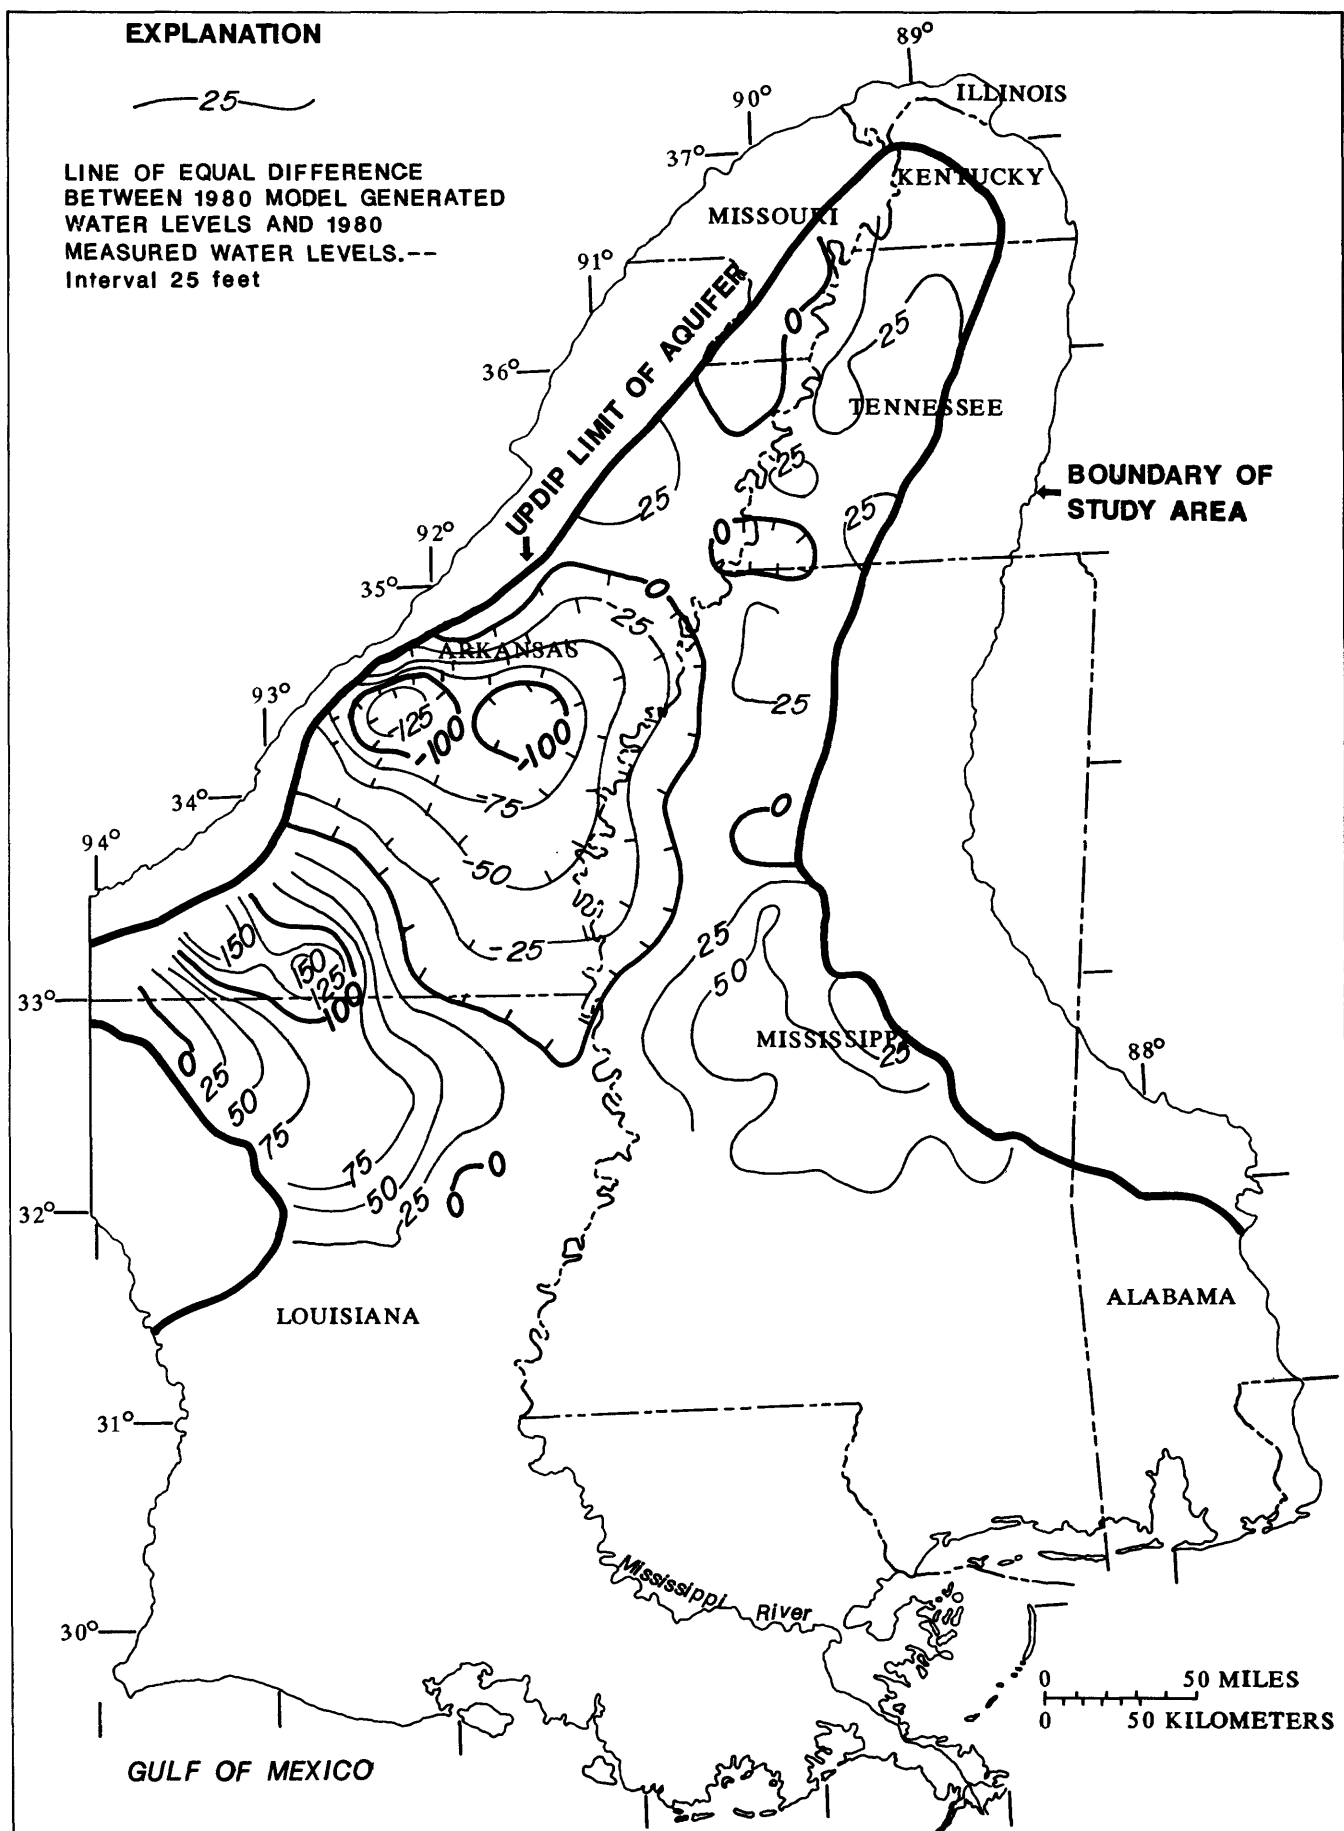 EXPLANATION
25
LINE OF EQUAL DIFFERENCE
BETWEEN 1980 MODEL GENERATED
WATER LEVELS AND 1980
MEASURED WATER LEVELS.--
Interval 25 feet
89°
ILLINOIS
90°
37°
KENTUCKY
MISSOURI
91°
UPDIP LIMIT OF AQUIFER
0
25
36°
TENNESSEE
25
25
BOUNDARY OF
STUDY AREA
25
0
92°
35°
0
-25
ARKANSAS
93°
-125
-100
-100
25
34°
-75
0
94°
-50
150
25
-25
50
150
125
33°
100
MISSISSIPPI
25
88°
0
25
50
75
75
0
50
0
25
32°
ALABAMA
LOUISIANA
31°
Mississippi River
30°
0 50 MILES
0 50 KILOMETERS
GULF OF MEXICO